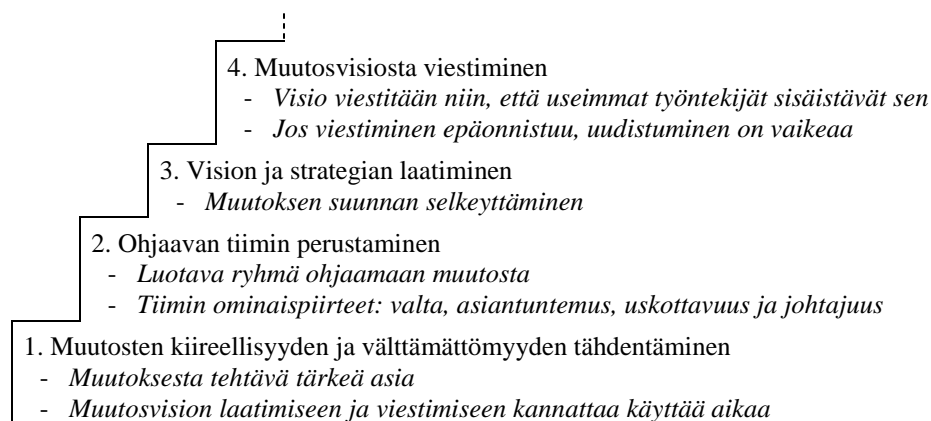 4. Muutosvisiosta viestiminen
- Visio viestitään niin, että useimmat työntekijät sisäistävät sen
- Jos viestiminen epäonnistuu, uudistuminen on vaikeaa
3. Vision ja strategian laatiminen
- Muutoksen suunnan selkeyttäminen
2. Ohjaavan tiimin perustaminen
- Luotava ryhmä ohjaamaan muutosta
- Tiimin ominaispiirteet: valta, asiantuntemus, uskottavuus ja johtajuus
1. Muutosten kiireellisyyden ja välttämättömyyden tähdentäminen
- Muutoksesta tehtävä tärkeä asia
- Muutosvision laatimiseen ja viestimiseen kannattaa käyttää aikaa